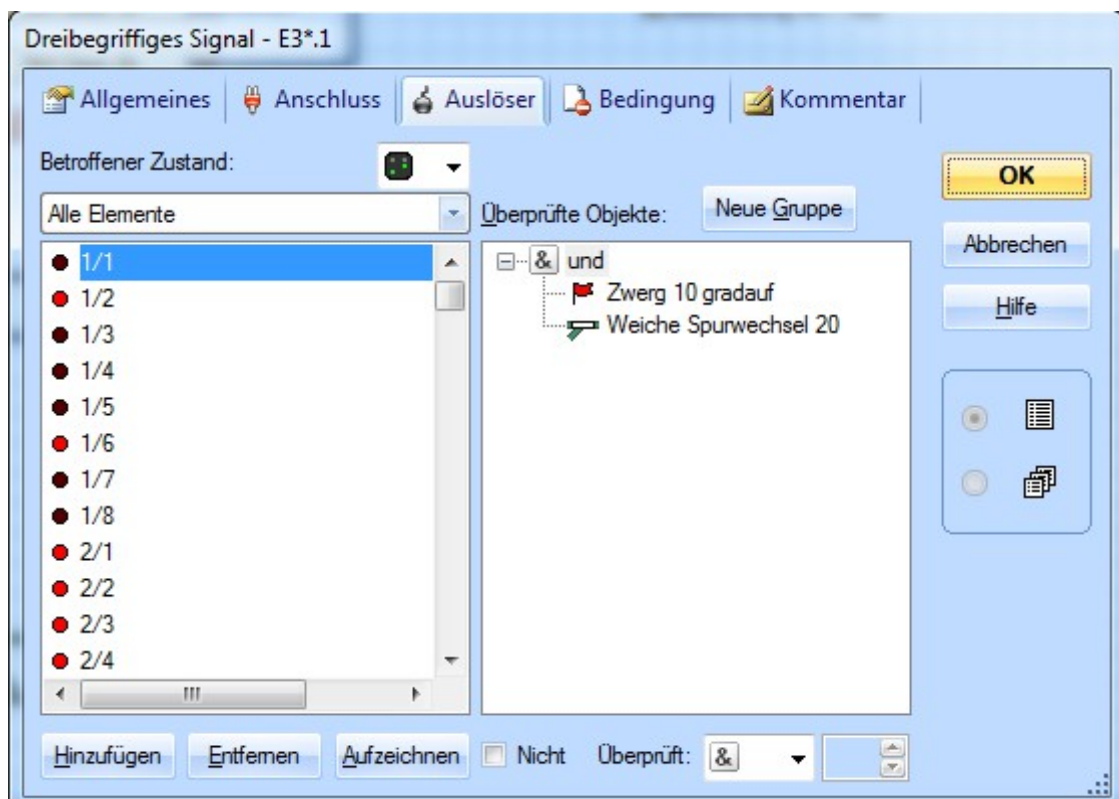 Dreibegriffiges Signal - E3*.1
Allgemeines Anschluss Auslöser Bedingung Kommentar
Betroffener Zustand:
Alle Elemente
1/1
1/2
1/3
1/4
1/5
1/6
1/7
1/8
2/1
2/2
2/3
2/4
Hinzufügen Entfernen Aufzeichnen
Überprüfte Objekte: Neue Gruppe
& und
Zwerg 10 gradauf
Weiche Spurwechsel 20
Nicht Überprüft: &
OK
Abbrechen
Hilfe